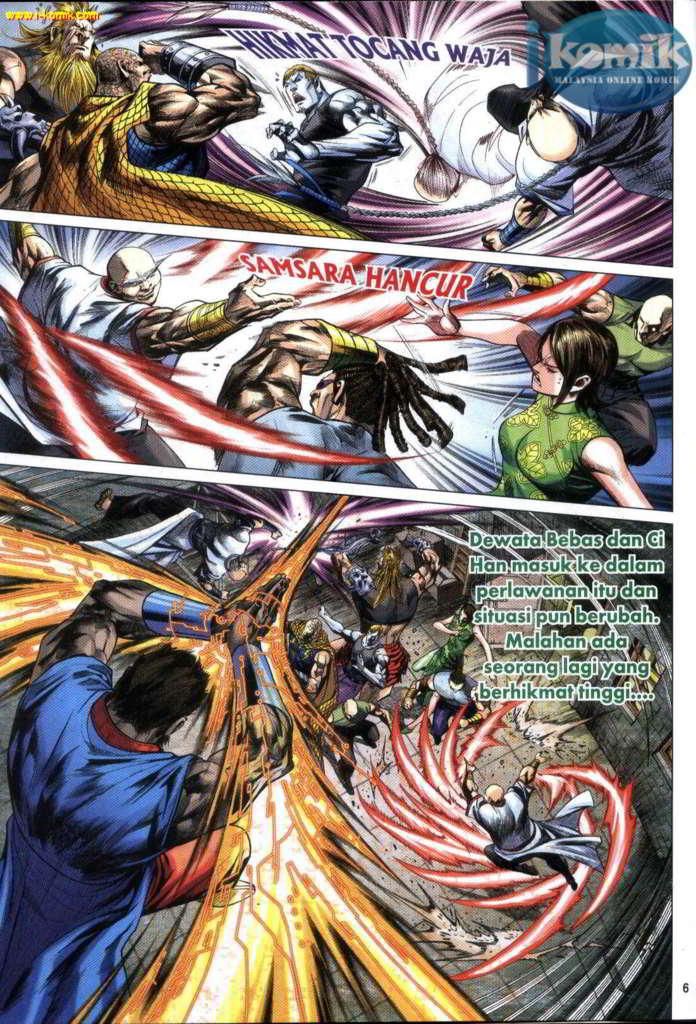 www.i-komik.com
i komik
MALAYSIA ONLINE KOMIK
HIKMAT TOCANG WAJA
SAMSARA HANCUR
Dewata Bebas dan Ci
Han masuk ke dalam
perlawanan itu dan
situasi pun berubah.
Malahan ada
seorang lagi yang
berhikmat tinggi....
6